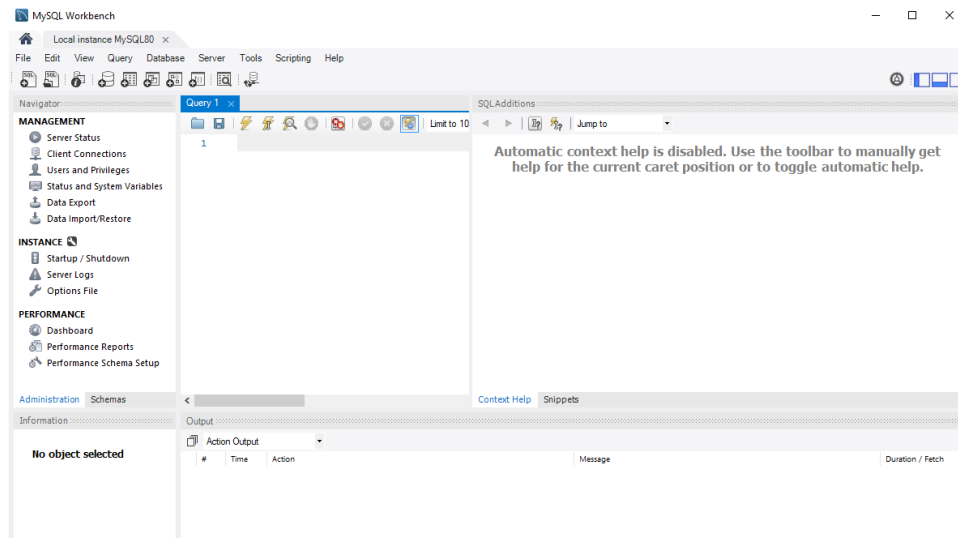 MySQL Workbench
Local instance MySQL80
File Edit View Query Database Server Tools Scripting Help
Navigator
MANAGEMENT
Server Status
Client Connections
Users and Privileges
Status and System Variables
Data Export
Data Import/Restore
INSTANCE
Startup / Shutdown
Server Logs
Options File
PERFORMANCE
Dashboard
Performance Reports
Performance Schema Setup
Administration Schemas
Query 1
Limit to 10
1
SQLAdditions
Jump to
Automatic context help is disabled. Use the toolbar to manually get
help for the current caret position or to toggle automatic help.
Context Help Snippets
Information
No object selected
Output
Action Output
# Time Action Message Duration / Fetch